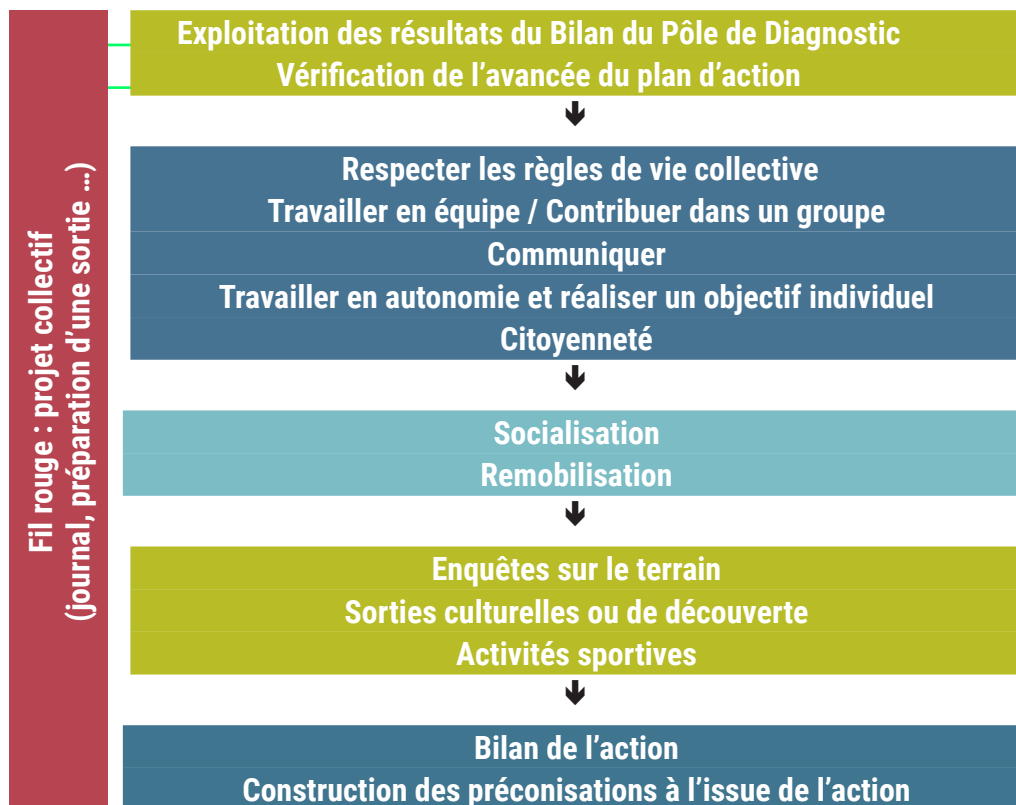 Fil rouge : projet collectif
(journal, préparation d'une sortie ...)
Exploitation des résultats du Bilan du Pôle de Diagnostic
Vérification de l'avancée du plan d'action
Respecter les règles de vie collective
Travailler en équipe / Contribuer dans un groupe
Communiquer
Travailler en autonomie et réaliser un objectif individuel
Citoyenneté
Socialisation
Remobilisation
Enquêtes sur le terrain
Sorties culturelles ou de découverte
Activités sportives
Bilan de l'action
Construction des préconisations à l'issue de l'action